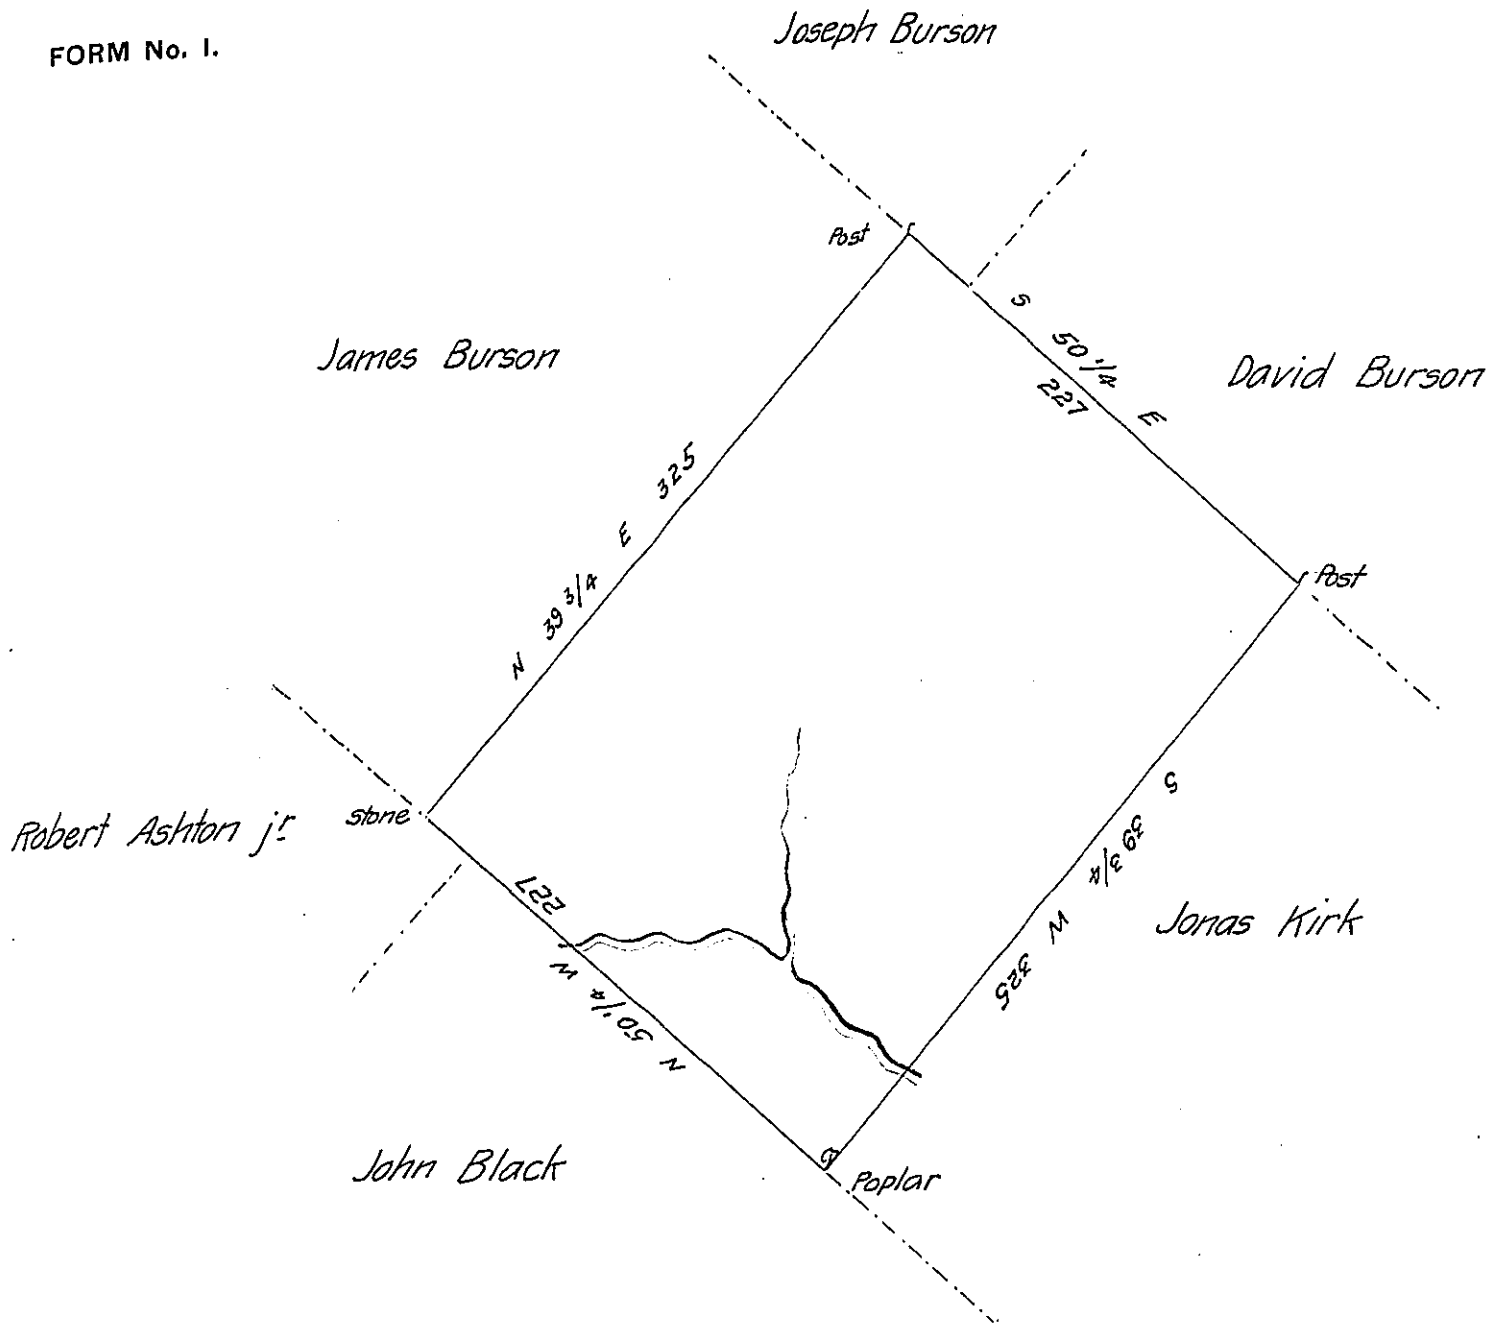 FORM No. 1.
Joseph Burson
Post
S 50 1/4 E
227
James Burson
David Burson
N 39 3/4 E 325
Post
Robert Ashton jr
Stone
S 39 3/4 W 325
227
N 50 1/4 W
Jonas Kirk
John Black
Poplar